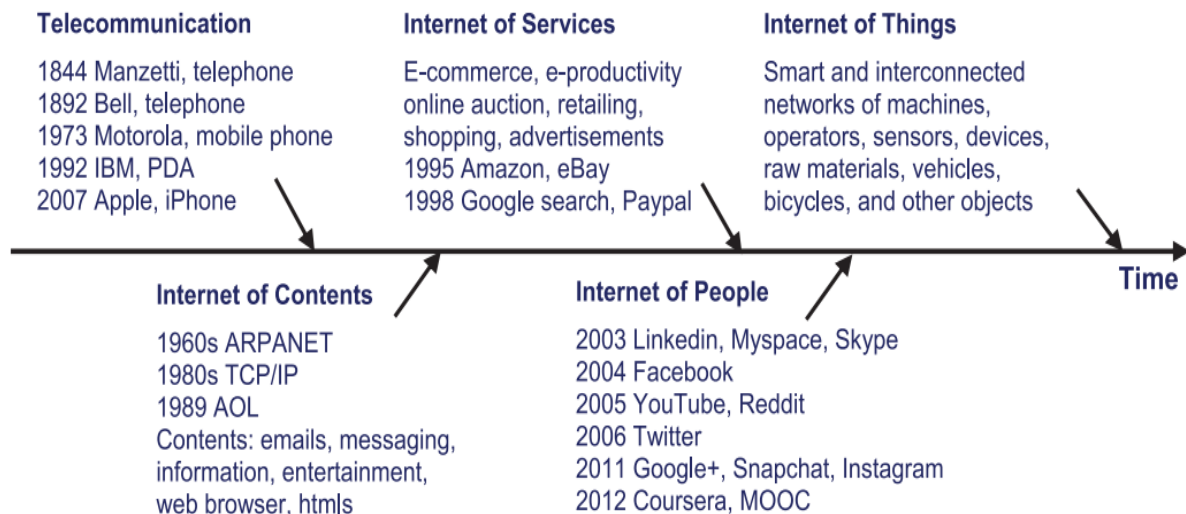 Telecommunication
1844 Manzetti, telephone
1892 Bell, telephone
1973 Motorola, mobile phone
1992 IBM, PDA
2007 Apple, iPhone
Internet of Services
E-commerce, e-productivity
online auction, retailing,
shopping, advertisements
1995 Amazon, eBay
1998 Google search, Paypal
Internet of Things
Smart and interconnected
networks of machines,
operators, sensors, devices,
raw materials, vehicles,
bicycles, and other objects
Time
Internet of Contents
1960s ARPANET
1980s TCP/IP
1989 AOL
Contents: emails, messaging,
information, entertainment,
web browser, htmls
Internet of People
2003 Linkedin, Myspace, Skype
2004 Facebook
2005 YouTube, Reddit
2006 Twitter
2011 Google+, Snapchat, Instagram
2012 Coursera, MOOC